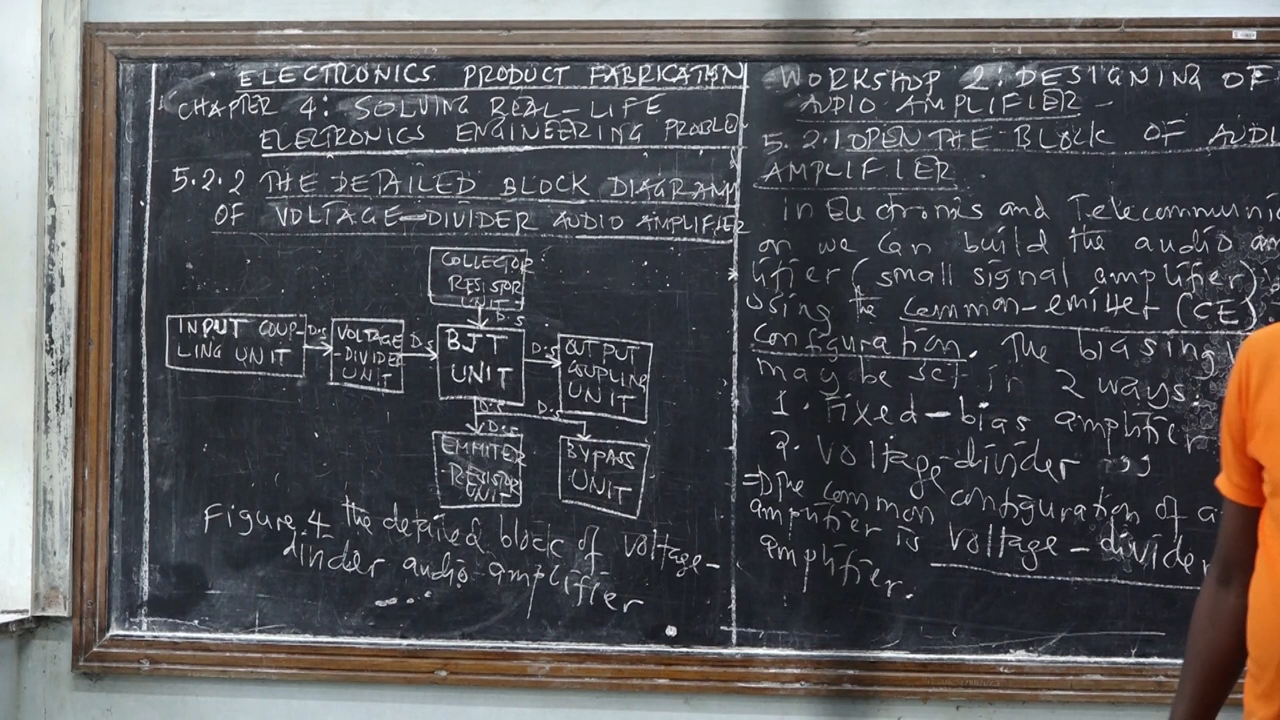 ELECTRONICS PRODUCT FABRICATION
CHAPTER 4: SOLVING REAL-LIFE
ELECTRONICS ENGINEERING PROBLE
5.2.2 THE DETAILED BLOCK DIAGRAM
OF VOLTAGE-DIVIDER AUDIO AMPLIFIER
COLLECTOR
RESISTOR
UNIT
D.S
INPUT COUP-
LING UNIT
D.S
VOLTAGE
-DIVIDER
UNIT
D.S
BJT
UNIT
D.S
OUTPUT
COUPLING
UNIT
D.S
D.S
D.S
EMMITER
RESISTOR
UNIT
BYPASS
UNIT
Figure 4 the detailed block of voltage-
divider audio-amplifier
WORKSHOP 2: DESIGNING OF
AUDIO AMPLIFIER -
5.2.1 OPEN THE BLOCK OF AUDI
AMPLIFIER
in Electronics and Telecommunic
on we can build the audio am
lifier (small signal amplifier)
Using the common-emitter (CE)
Configuration. The biasing
may be set in 2 ways:
1. Fixed-bias amplifier
2. Voltage-divider ,,
=> The common configuration of a
amplifier is voltage-divider
amplifier.